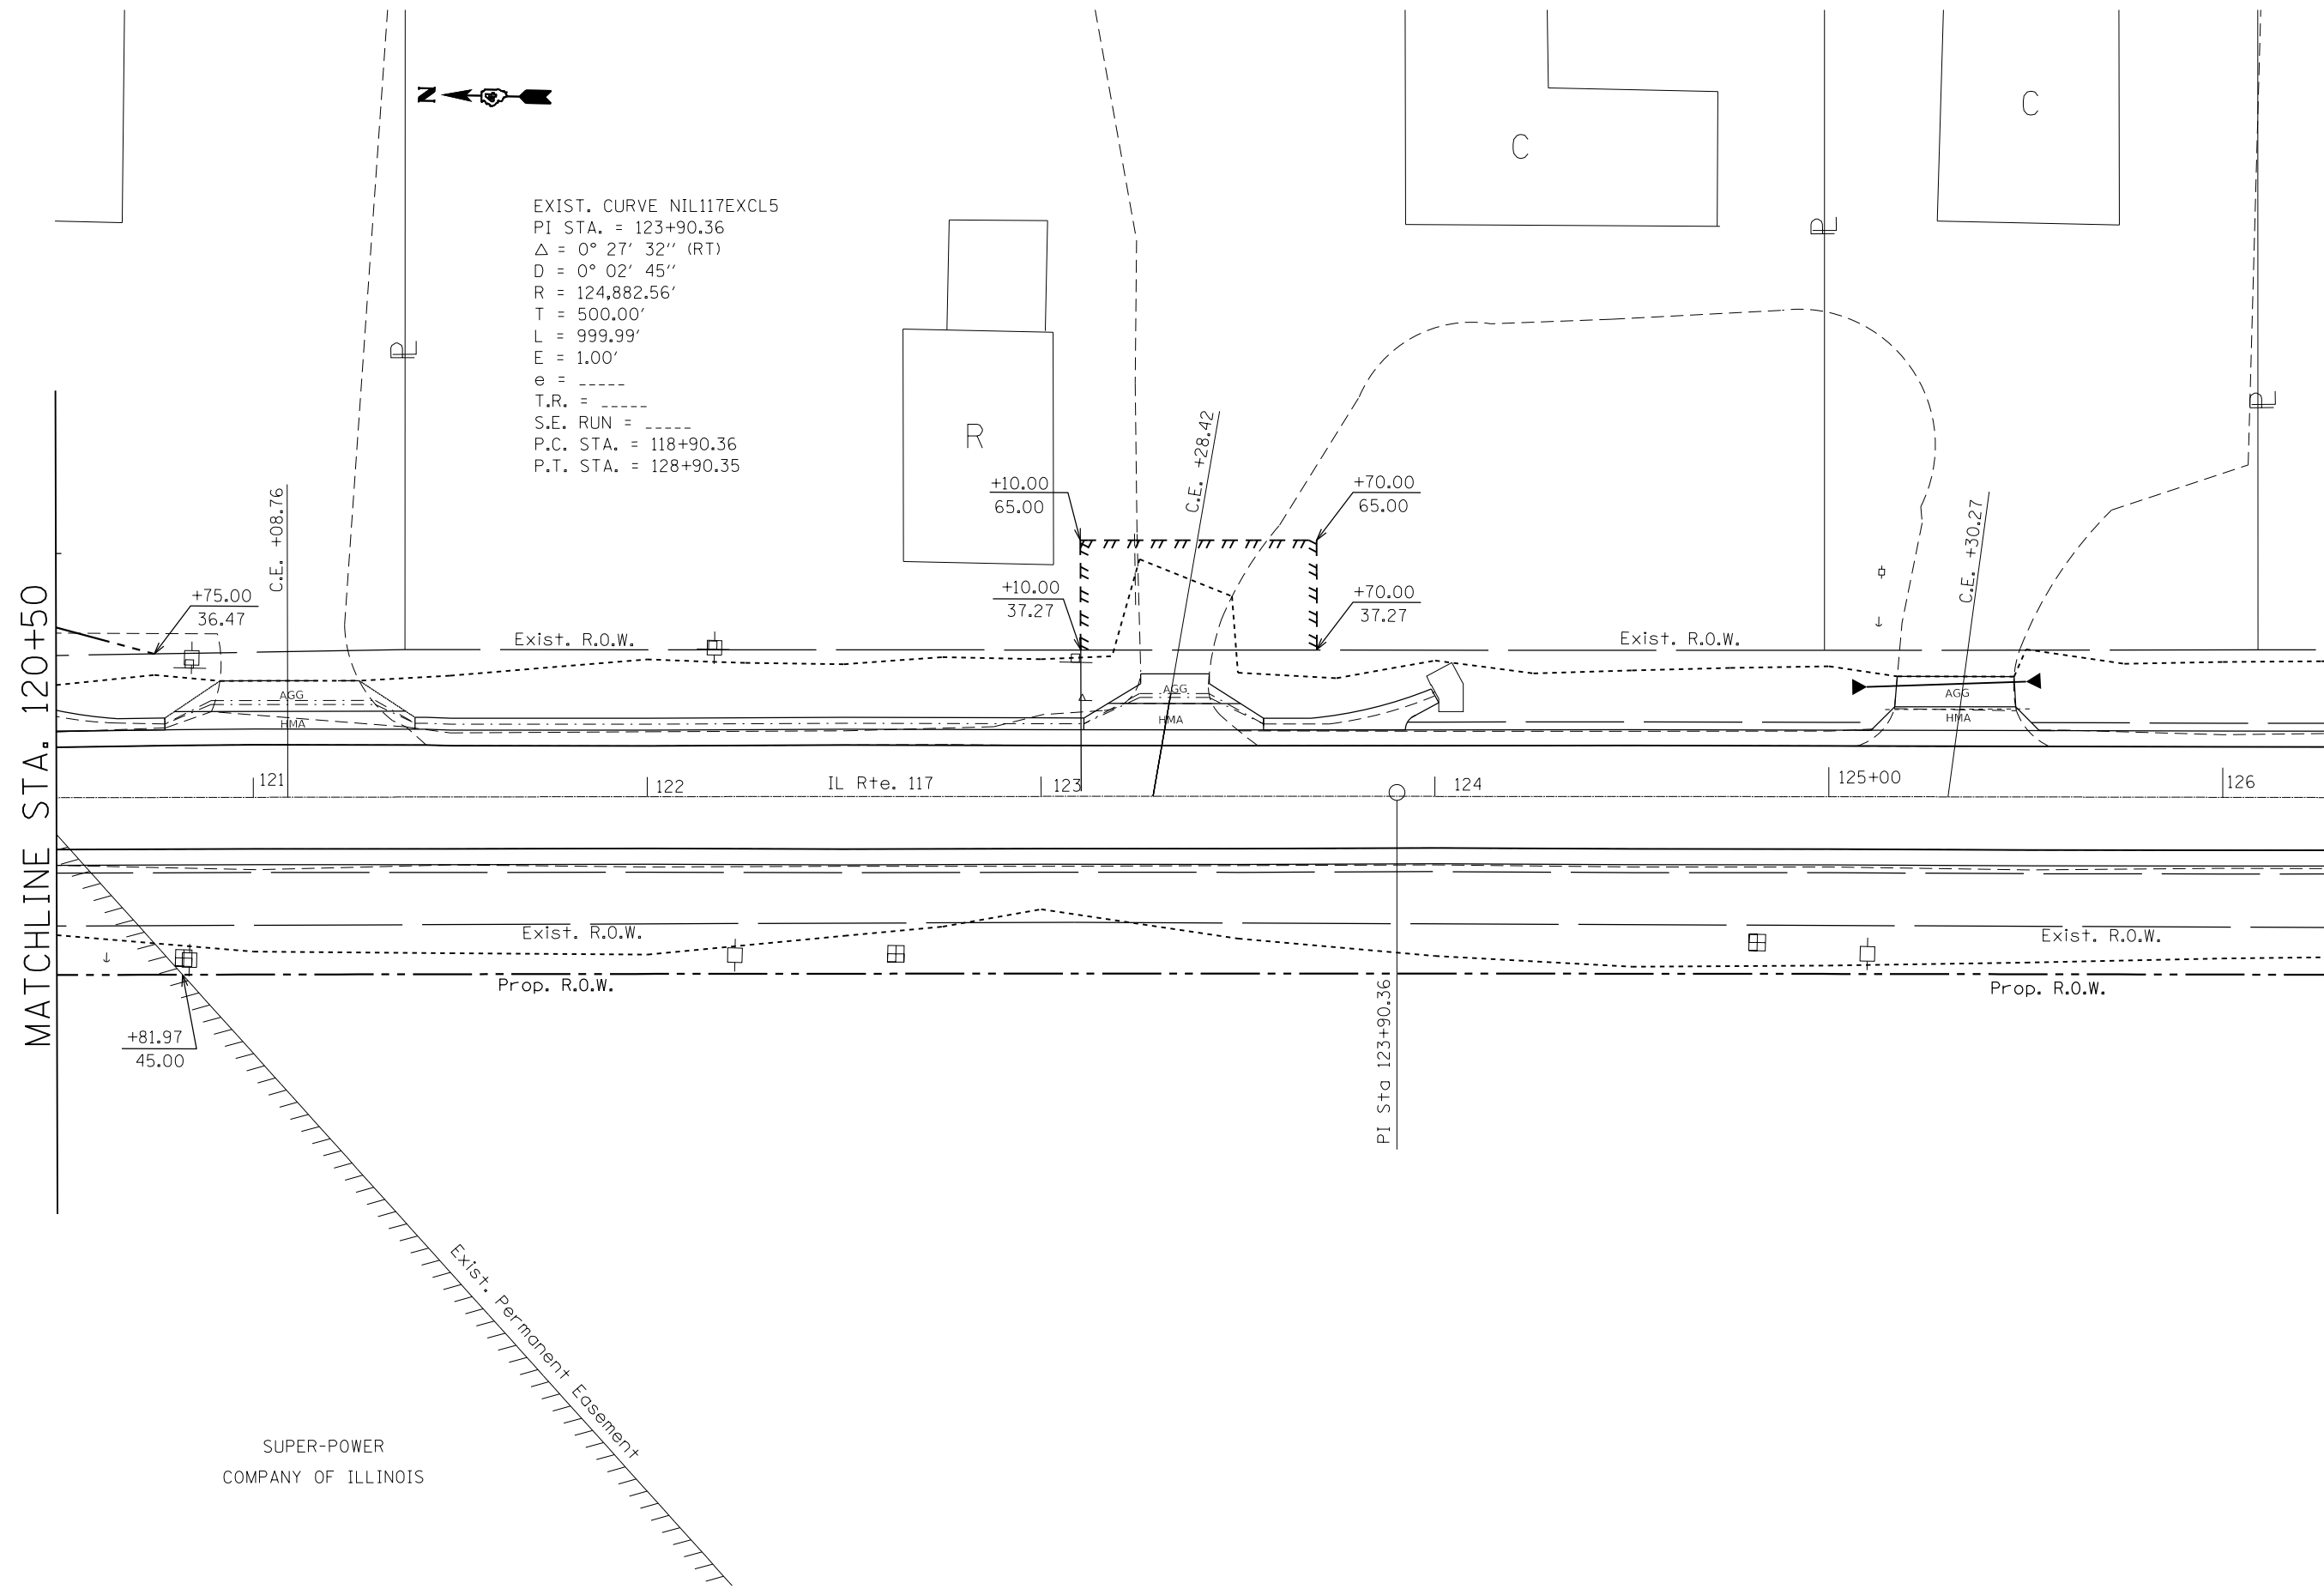 N
C
C
EXIST. CURVE NIL117EXCL5
PI STA. = 123+90.36
△ = 0° 27' 32'' (RT)
D = 0° 02' 45''
R = 124,882.56'
T = 500.00'
L = 999.99'
E = 1.00'
e = _____
T.R. = _____
S.E. RUN = _____
P.C. STA. = 118+90.36
P.T. STA. = 128+90.35
PL
PL
PL
R
C.E. +08.76
C.E. +28.42
C.E. +30.27
+10.00
65.00
+70.00
65.00
+75.00
36.47
+10.00
37.27
+70.00
37.27
Exist. R.O.W.
Exist. R.O.W.
AGG
HMA
AGG
HMA
AGG
HMA
MATCHLINE STA. 120+50
121
122
IL Rte. 117
123
124
125+00
126
Exist. R.O.W.
Exist. R.O.W.
Prop. R.O.W.
Prop. R.O.W.
+81.97
45.00
PI Sta 123+90.36
Exist. Permanent Easement
SUPER-POWER
COMPANY OF ILLINOIS